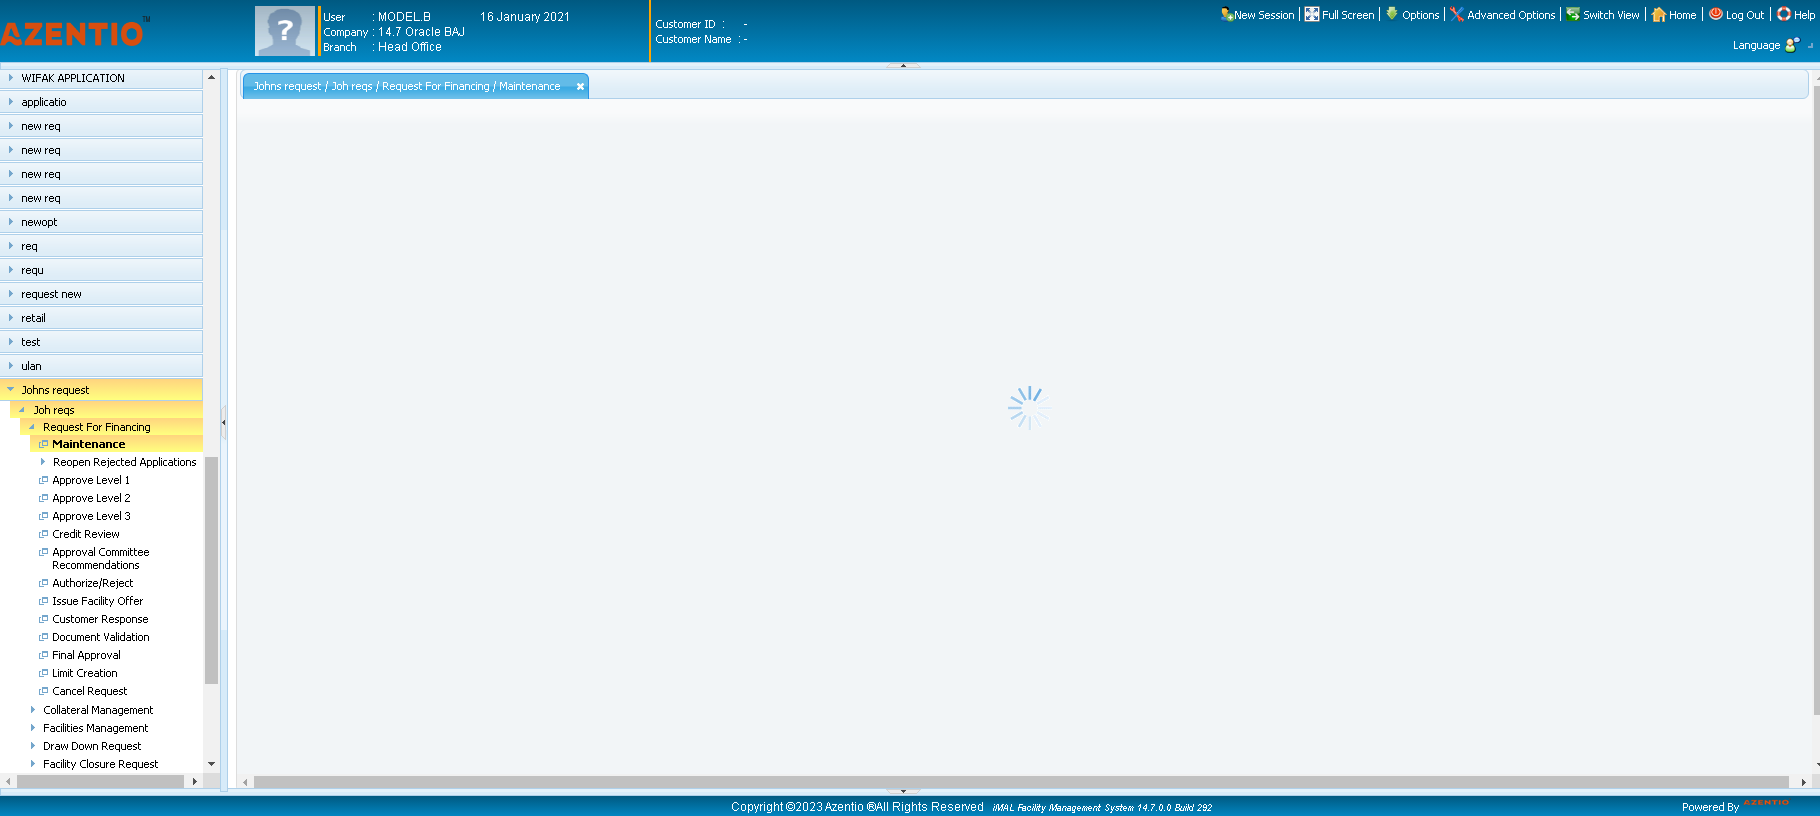 AZENTIO™
User : MODEL.B 16 January 2021
Company : 14.7 Oracle BAJ
Branch : Head Office
Customer ID : -
Customer Name : -
New Session Full Screen Options Advanced Options Switch View Home Log Out Help
Language
WIFAK APPLICATION
applicatio
new req
new req
new req
new req
newopt
req
requ
request new
retail
test
ulan
Johns request
Joh reqs
Request For Financing
Maintenance
Reopen Rejected Applications
Approve Level 1
Approve Level 2
Approve Level 3
Credit Review
Approval Committee
Recommendations
Authorize/Reject
Issue Facility Offer
Customer Response
Document Validation
Final Approval
Limit Creation
Cancel Request
Collateral Management
Facilities Management
Draw Down Request
Facility Closure Request
Johns request / Joh reqs / Request For Financing / Maintenance
Copyright ©2023 Azentio ®All Rights Reserved iMAL Facility Management System 14.7.0.0 Build 292
Powered By AZENTIO